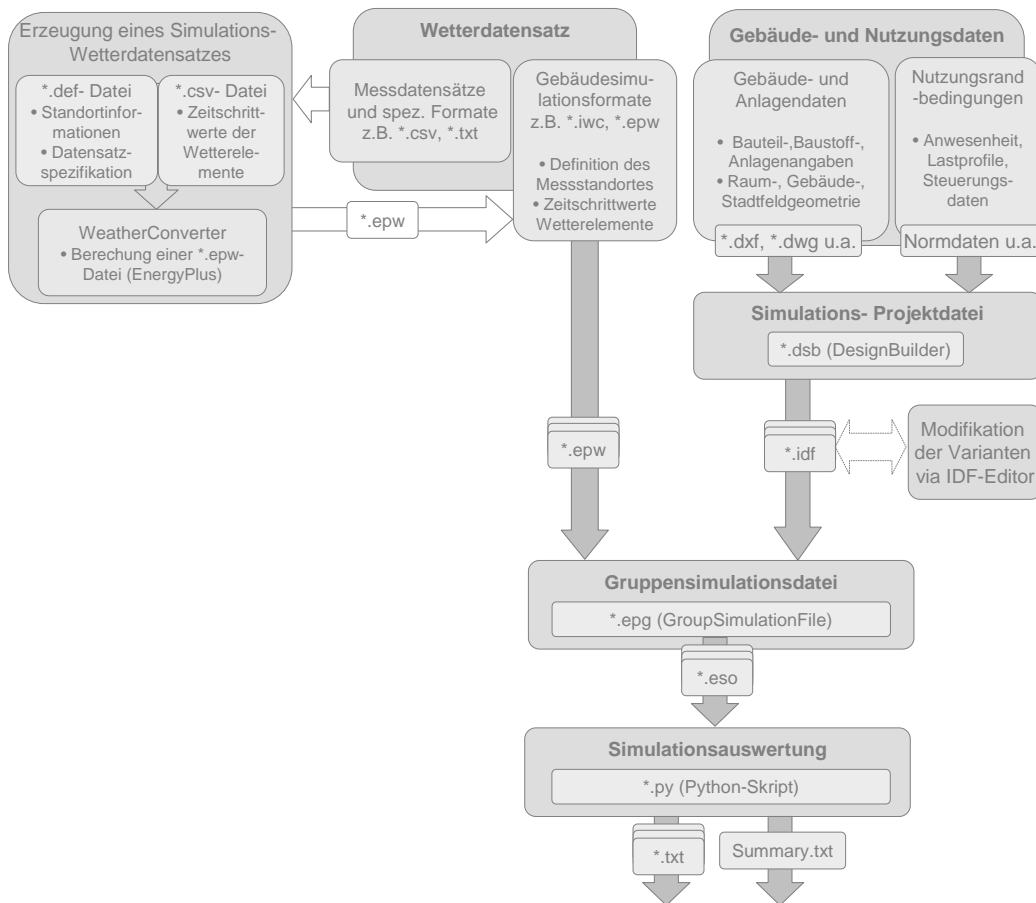 Erzeugung eines Simulations-
Wetterdatensatzes
*.def- Datei
• Standortinfor-
mationen
• Datensatz-
spezifikation
*.csv- Datei
• Zeitschritt-
werte der
Wetterele-
mente
WeatherConverter
• Berechung einer *.epw-
Datei (EnergyPlus)
Wetterdatensatz
Messdatensätze
und spez. Formate
z.B. *.csv, *.txt
Gebäudesimu-
lationsformate
z.B. *.iwc, *.epw
• Definition des
Messstandortes
• Zeitschrittwerte
Wetterelemente
*.epw
Gebäude- und Nutzungsdaten
Gebäude- und
Anlagendaten
• Bauteil-,Baustoff-,
Anlagenangaben
• Raum-, Gebäude-,
Stadtfeldgeometrie
*.dxf, *.dwg u.a.
Nutzungsrand
-bedingungen
• Anwesenheit,
Lastprofile,
Steuerungs-
daten
Normdaten u.a.
Simulations- Projektdatei
*.dsb (DesignBuilder)
*.epw
*.idf
Modifikation
der Varianten
via IDF-Editor
Gruppensimulationsdatei
*.epg (GroupSimulationFile)
*.eso
Simulationsauswertung
*.py (Python-Skript)
*.txt
Summary.txt